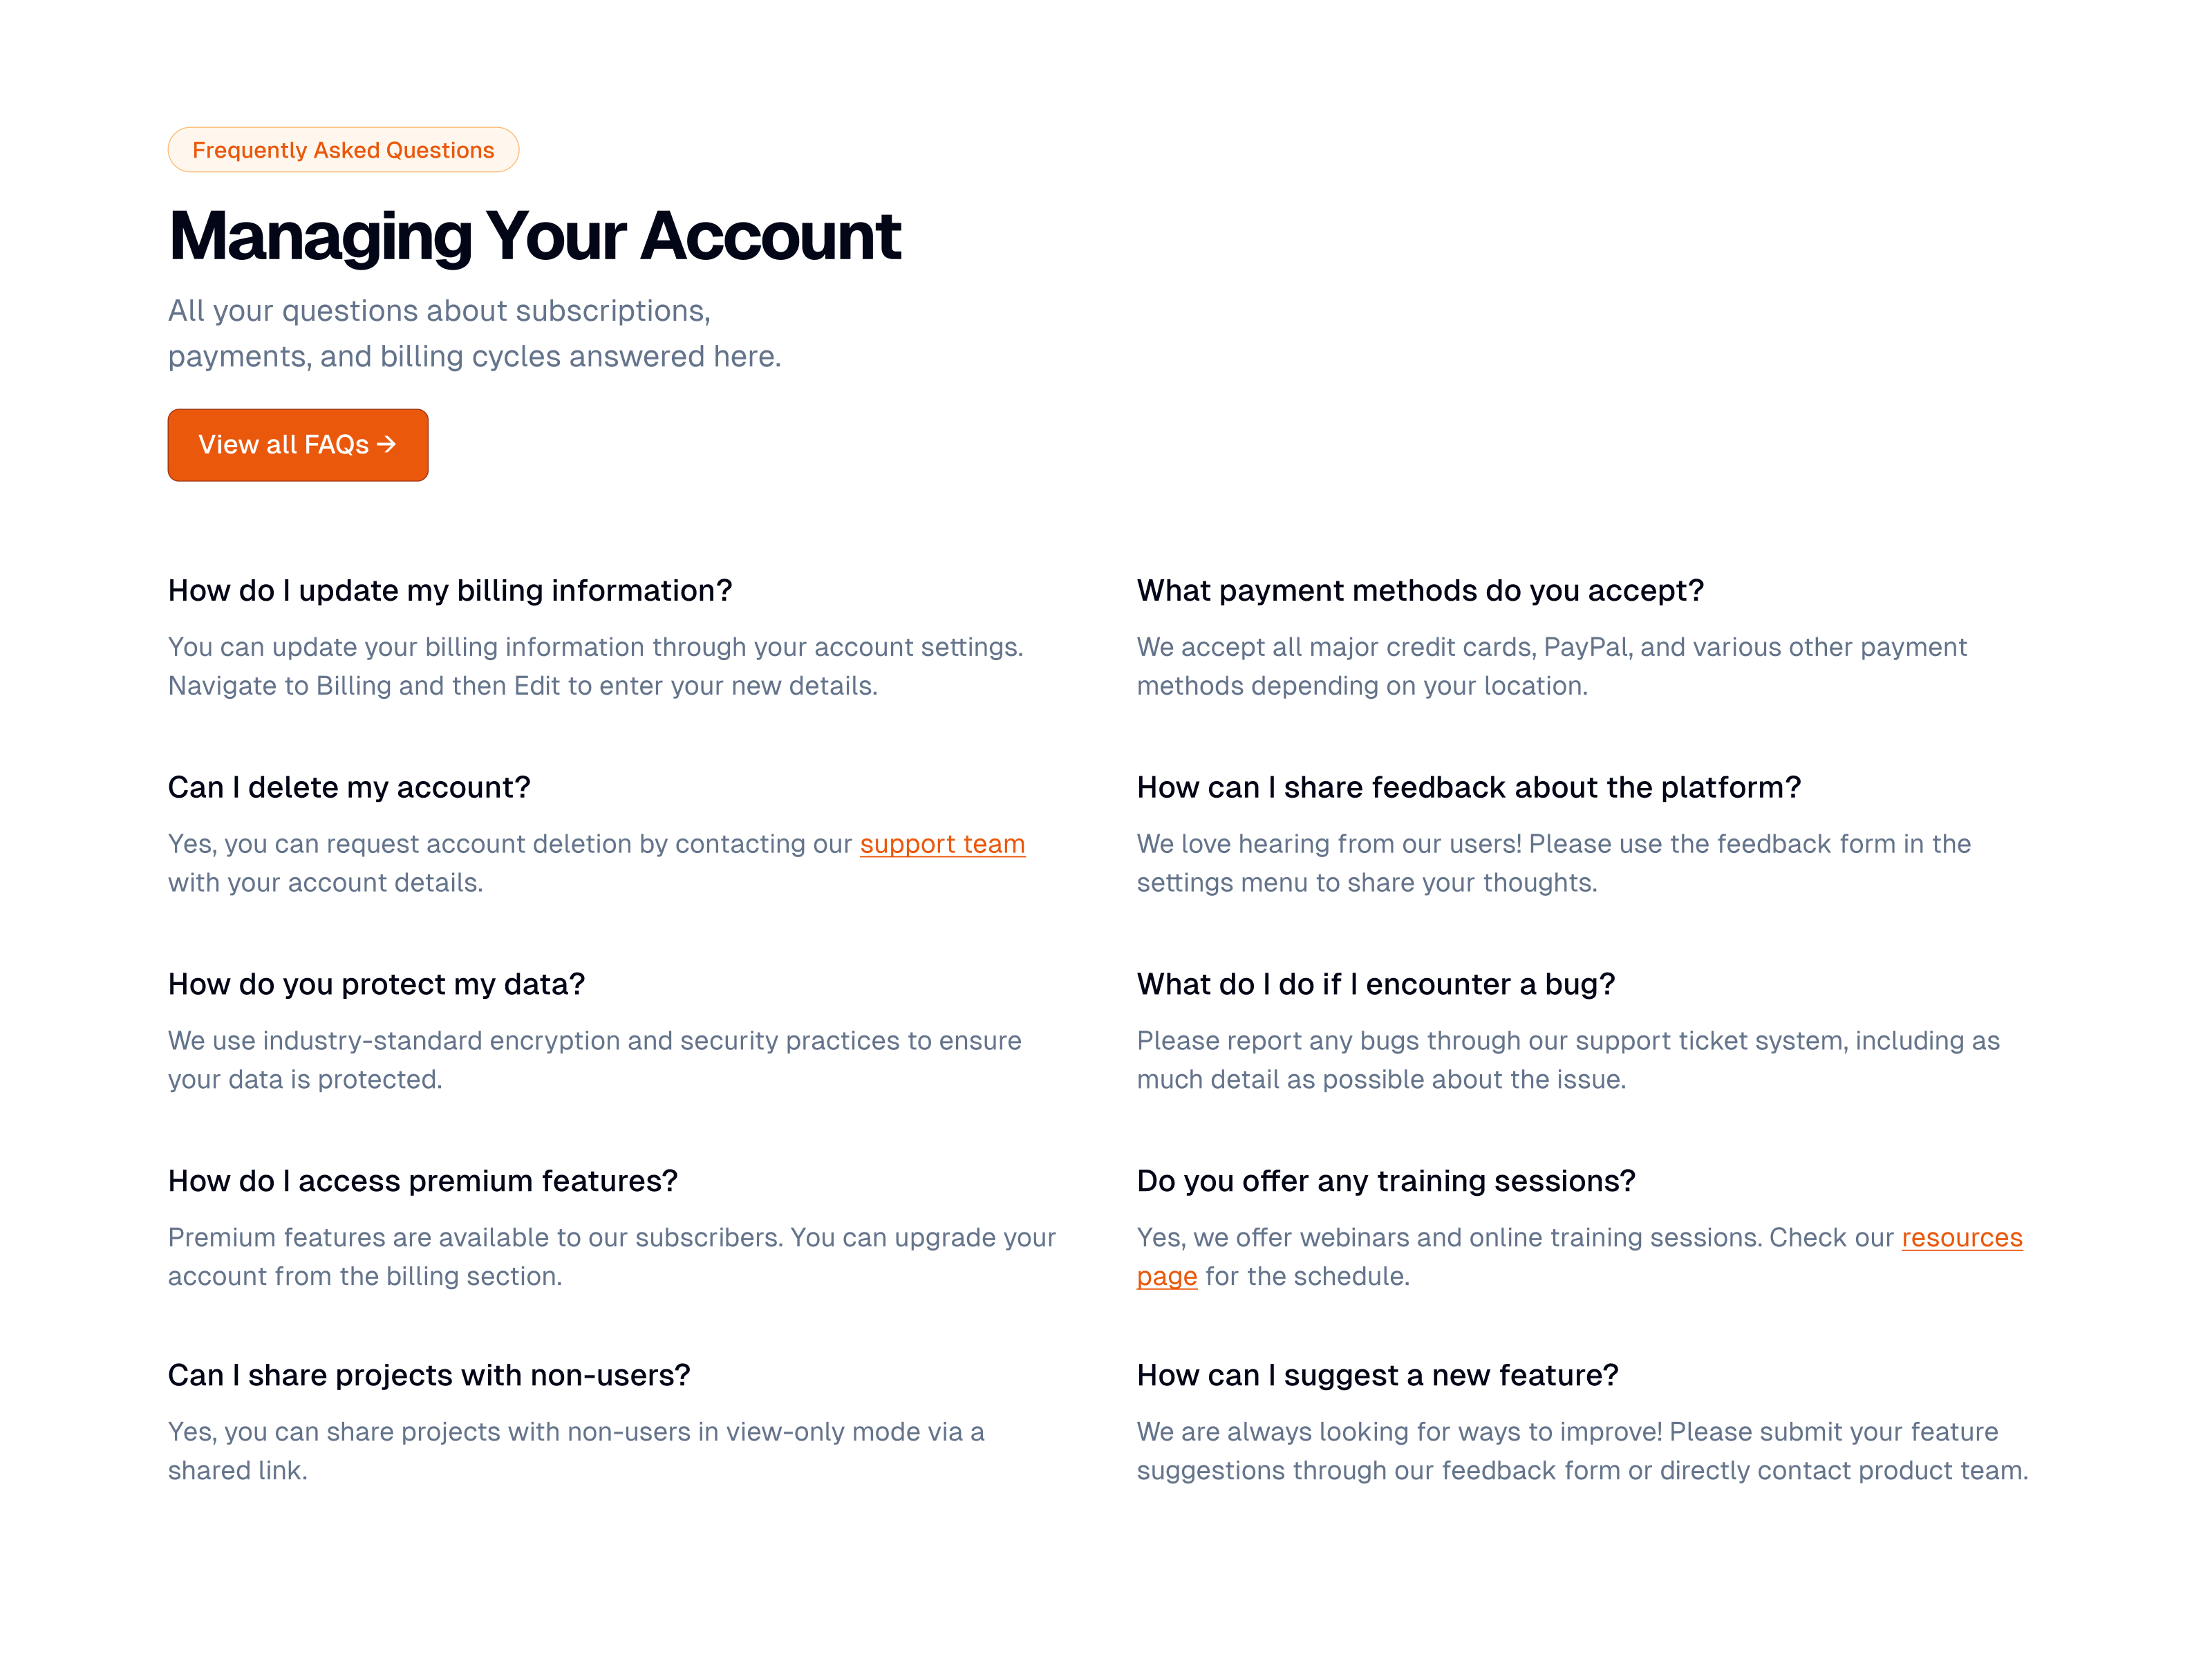 Frequently Asked Questions
Managing Your Account
All your questions about subscriptions,
payments, and billing cycles answered here.
View all FAQs →
How do I update my billing information?
You can update your billing information through your account settings.
Navigate to Billing and then Edit to enter your new details.
What payment methods do you accept?
We accept all major credit cards, PayPal, and various other payment
methods depending on your location.
Can I delete my account?
Yes, you can request account deletion by contacting our support team
with your account details.
How can I share feedback about the platform?
We love hearing from our users! Please use the feedback form in the
settings menu to share your thoughts.
How do you protect my data?
We use industry-standard encryption and security practices to ensure
your data is protected.
What do I do if I encounter a bug?
Please report any bugs through our support ticket system, including as
much detail as possible about the issue.
How do I access premium features?
Premium features are available to our subscribers. You can upgrade your
account from the billing section.
Do you offer any training sessions?
Yes, we offer webinars and online training sessions. Check our resources
page for the schedule.
Can I share projects with non-users?
Yes, you can share projects with non-users in view-only mode via a
shared link.
How can I suggest a new feature?
We are always looking for ways to improve! Please submit your feature
suggestions through our feedback form or directly contact product team.